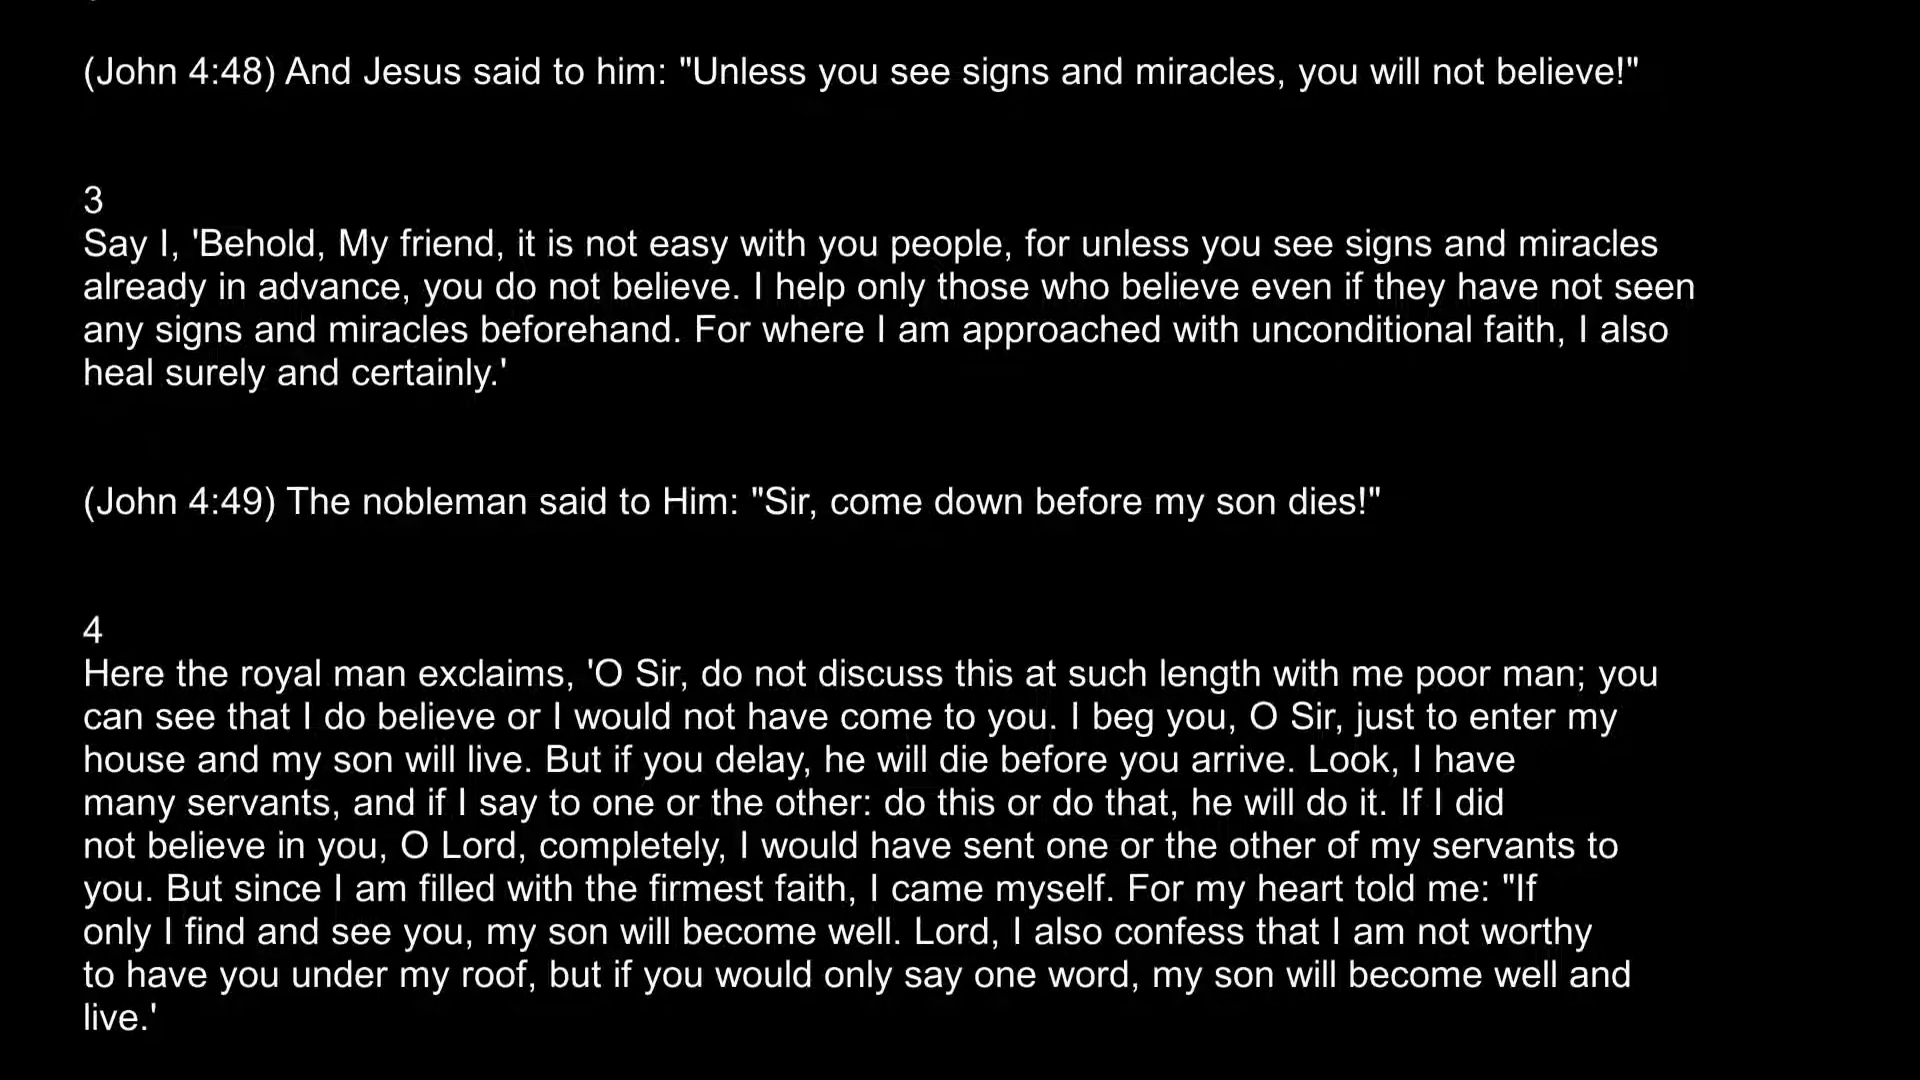 (John 4:48) And Jesus said to him: "Unless you see signs and miracles, you will not believe!"
3
Say I, 'Behold, My friend, it is not easy with you people, for unless you see signs and miracles
already in advance, you do not believe. I help only those who believe even if they have not seen
any signs and miracles beforehand. For where I am approached with unconditional faith, I also
heal surely and certainly.'
(John 4:49) The nobleman said to Him: "Sir, come down before my son dies!"
4
Here the royal man exclaims, 'O Sir, do not discuss this at such length with me poor man; you
can see that I do believe or I would not have come to you. I beg you, O Sir, just to enter my
house and my son will live. But if you delay, he will die before you arrive. Look, I have
many servants, and if I say to one or the other: do this or do that, he will do it. If I did
not believe in you, O Lord, completely, I would have sent one or the other of my servants to
you. But since I am filled with the firmest faith, I came myself. For my heart told me: "If
only I find and see you, my son will become well. Lord, I also confess that I am not worthy
to have you under my roof, but if you would only say one word, my son will become well and
live.'